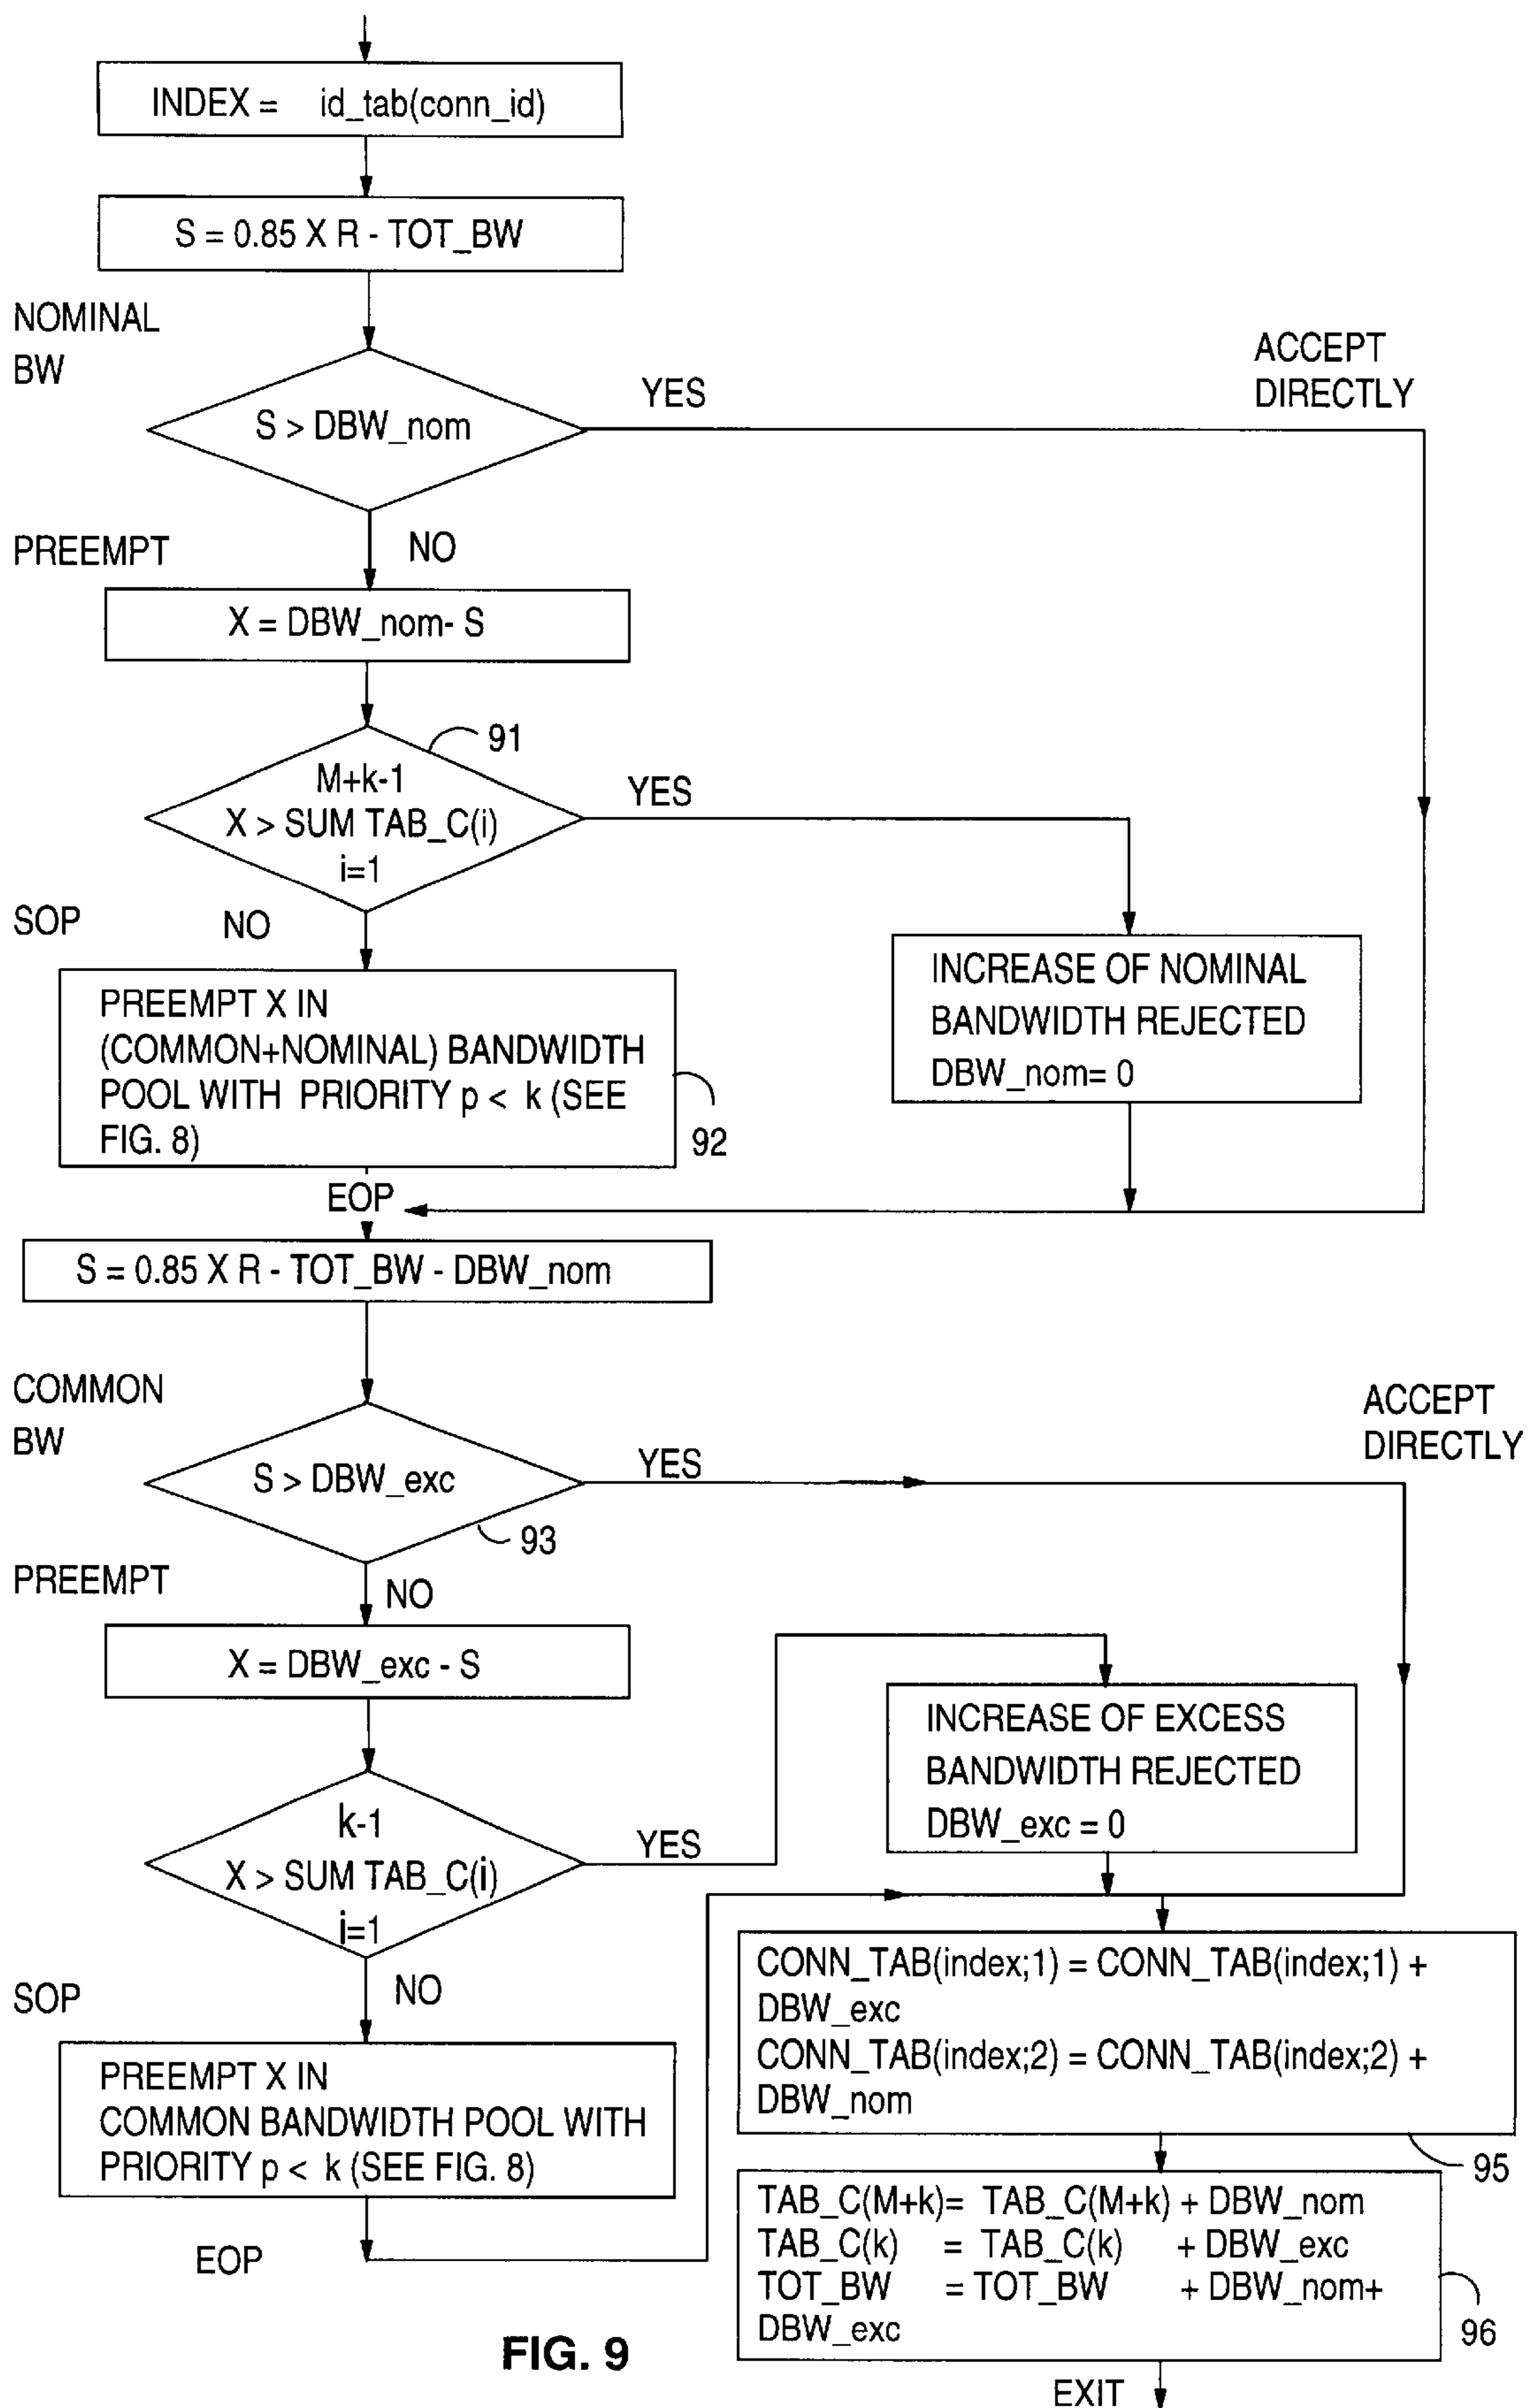 INDEX = id_tab(conn_id)
S = 0.85 X R - TOT_BW
NOMINAL
BW
S > DBW_nom
YES
ACCEPT
DIRECTLY
PREEMPT
NO
X = DBW_nom- S
91
M+k-1
X > SUM TAB_C(i)
i=1
YES
SOP
NO
PREEMPT X IN
(COMMON+NOMINAL) BANDWIDTH
POOL WITH PRIORITY p < k (SEE
FIG. 8)
92
INCREASE OF NOMINAL
BANDWIDTH REJECTED
DBW_nom= 0
EOP
S = 0.85 X R - TOT_BW - DBW_nom
COMMON
BW
S > DBW_exc
YES
ACCEPT
DIRECTLY
93
PREEMPT
NO
X = DBW_exc - S
INCREASE OF EXCESS
BANDWIDTH REJECTED
DBW_exc = 0
k-1
X > SUM TAB_C(i)
i=1
YES
SOP
NO
PREEMPT X IN
COMMON BANDWIDTH POOL WITH
PRIORITY p < k (SEE FIG. 8)
EOP
CONN_TAB(index;1) = CONN_TAB(index;1) +
DBW_exc
CONN_TAB(index;2) = CONN_TAB(index;2) +
DBW_nom
95
TAB_C(M+k)= TAB_C(M+k) + DBW_nom
TAB_C(k) = TAB_C(k) + DBW_exc
TOT_BW = TOT_BW + DBW_nom+
DBW_exc
96
FIG. 9
EXIT